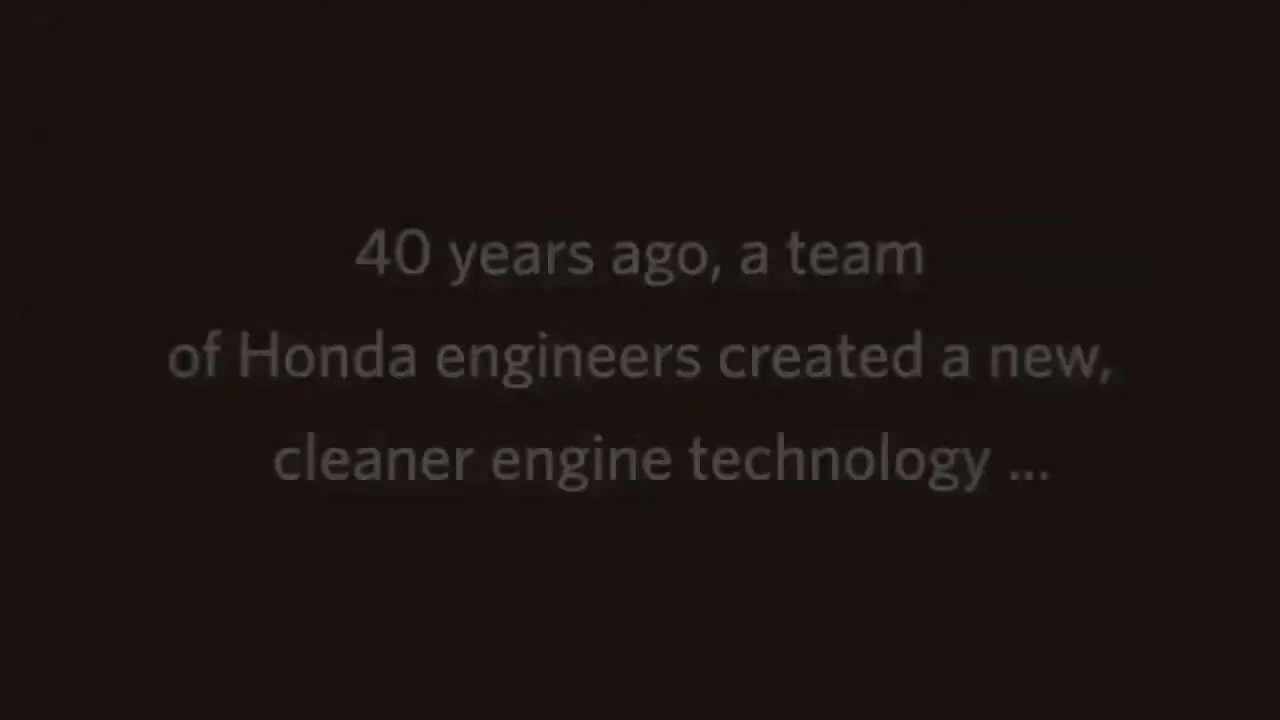 40 years ago, a team
of Honda engineers created a new,
cleaner engine technology ...